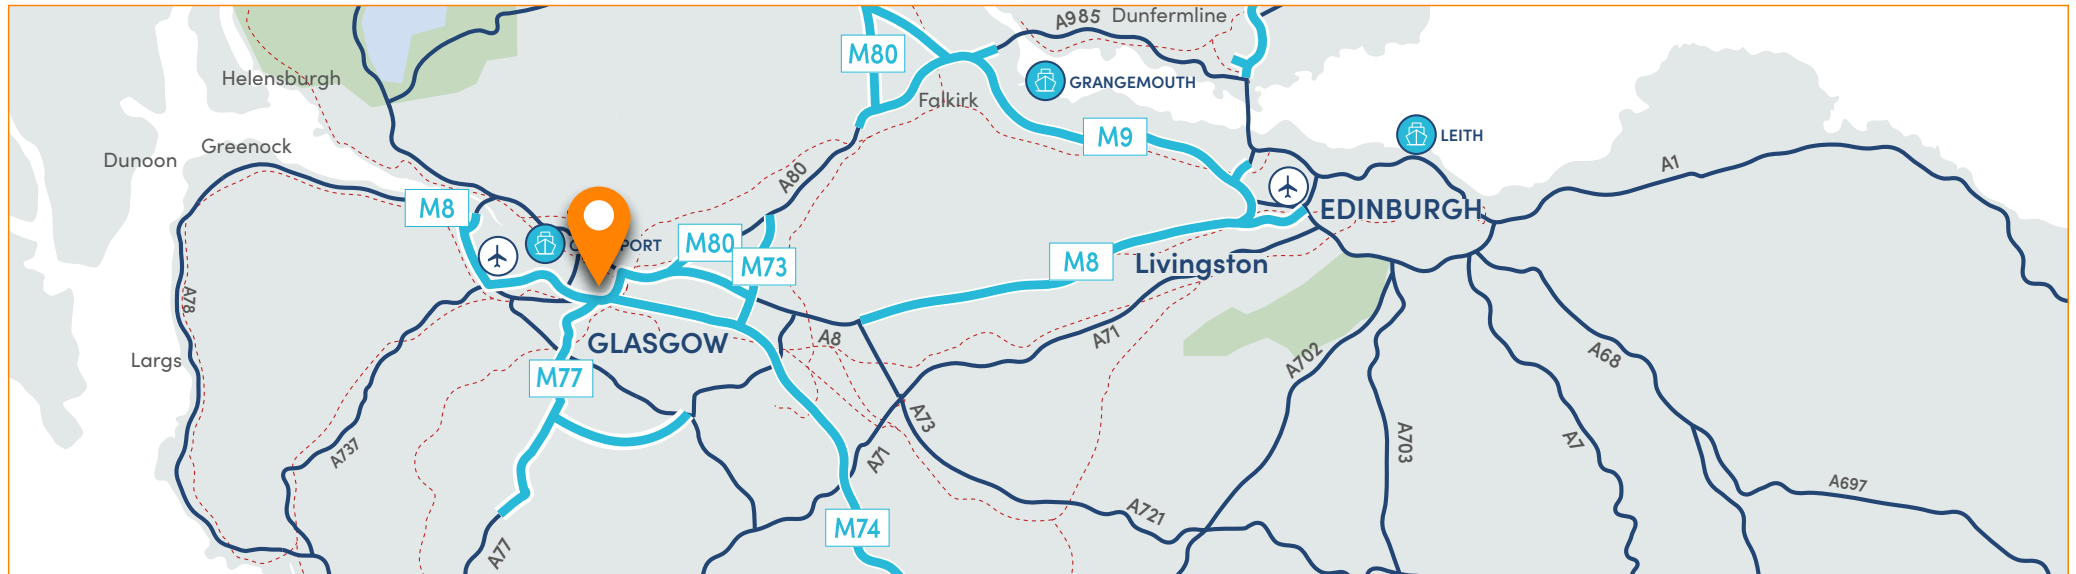 A985
Dunfermline
M80
Helensburgh
GRANGEMOUTH
Falkirk
M9
LEITH
Greenock
Dunoon
A80
A1
M8
EDINBURGH
PORT
M80
M73
M8
Livingston
A78
A8
A71
GLASGOW
Largs
A702
A68
M77
A73
A737
A71
A703
A7
A697
A721
M74
A77